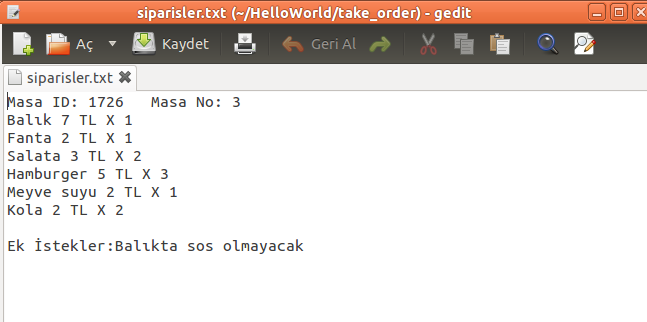 siparisler.txt (~/HelloWorld/take_order) - gedit
Aç Kaydet Geri Al
siparisler.txt
Masa ID: 1726   Masa No: 3
Balık 7 TL X 1
Fanta 2 TL X 1
Salata 3 TL X 2
Hamburger 5 TL X 3
Meyve suyu 2 TL X 1
Kola 2 TL X 2
Ek İstekler:Balıkta sos olmayacak